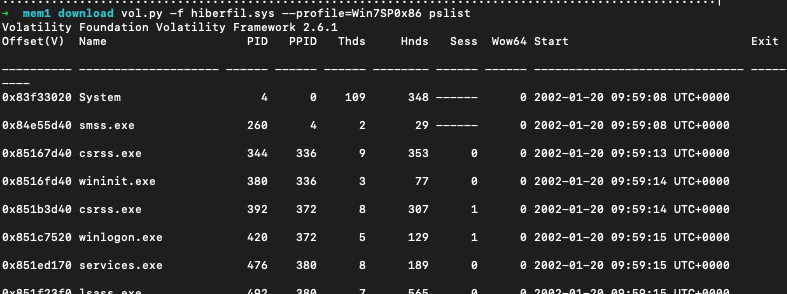 → mem1 download vol.py -f hiberfil.sys --profile=Win7SP0x86 pslist
Volatility Foundation Volatility Framework 2.6.1
Offset(V) Name PID PPID Thds Hnds Sess Wow64 Start Exit
---------- -------------------- ------ ------ ------ -------- ------ ------ ------------------------------ -----
----
0x83f33020 System 4 0 109 348 ------ 0 2002-01-20 09:59:08 UTC+0000
0x84e55d40 smss.exe 260 4 2 29 ------ 0 2002-01-20 09:59:08 UTC+0000
0x85167d40 csrss.exe 344 336 9 353 0 0 2002-01-20 09:59:13 UTC+0000
0x8516fd40 wininit.exe 380 336 3 77 0 0 2002-01-20 09:59:14 UTC+0000
0x851b3d40 csrss.exe 392 372 8 307 1 0 2002-01-20 09:59:14 UTC+0000
0x851c7520 winlogon.exe 420 372 5 129 1 0 2002-01-20 09:59:15 UTC+0000
0x851ed170 services.exe 476 380 8 189 0 0 2002-01-20 09:59:15 UTC+0000
0x851f23f0 lsass.exe 492 380 7 565 0 0 2002-01-20 09:59:15 UTC+0000